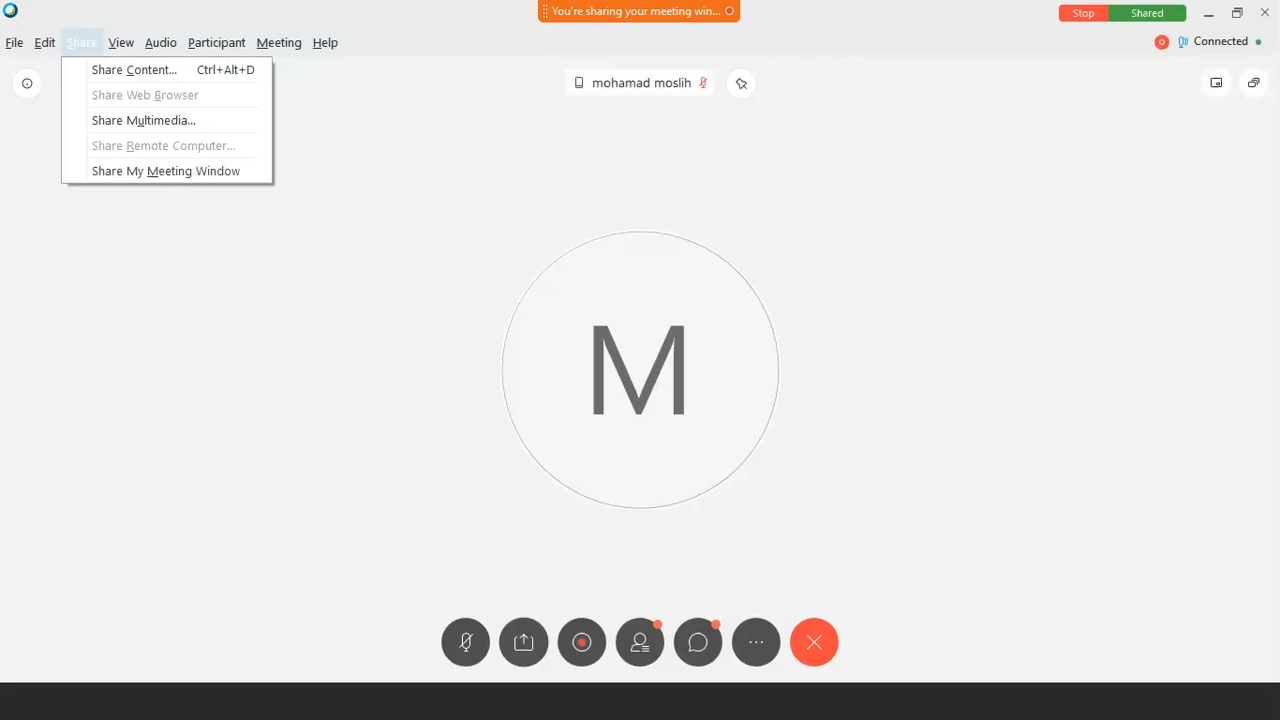 You're sharing your meeting win...
Stop Shared
File Edit Share View Audio Participant Meeting Help
Connected
Share Content... Ctrl+Alt+D
Share Web Browser
Share Multimedia...
Share Remote Computer...
Share My Meeting Window
mohamad moslih
M